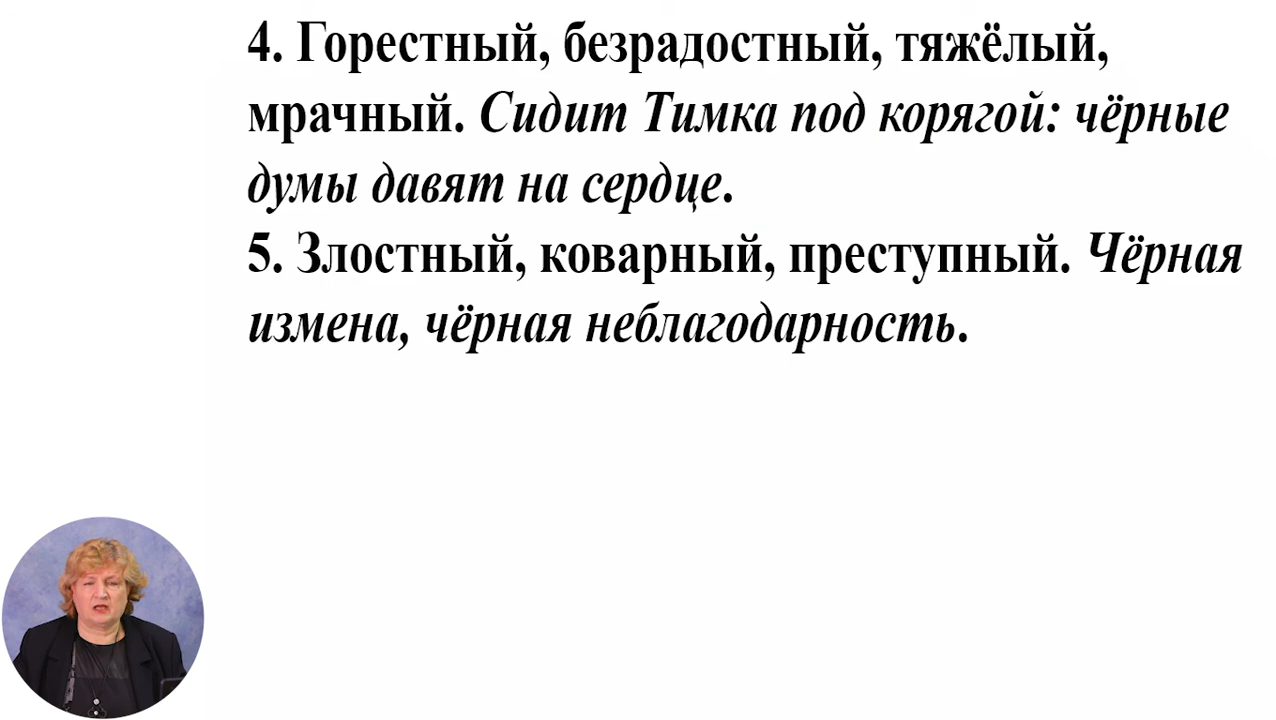 4. Горестный, безрадостный, тяжёлый,
мрачный. Сидит Тимка под корягой: чёрные
думы давят на сердце.
5. Злостный, коварный, преступный. Чёрная
измена, чёрная неблагодарность.